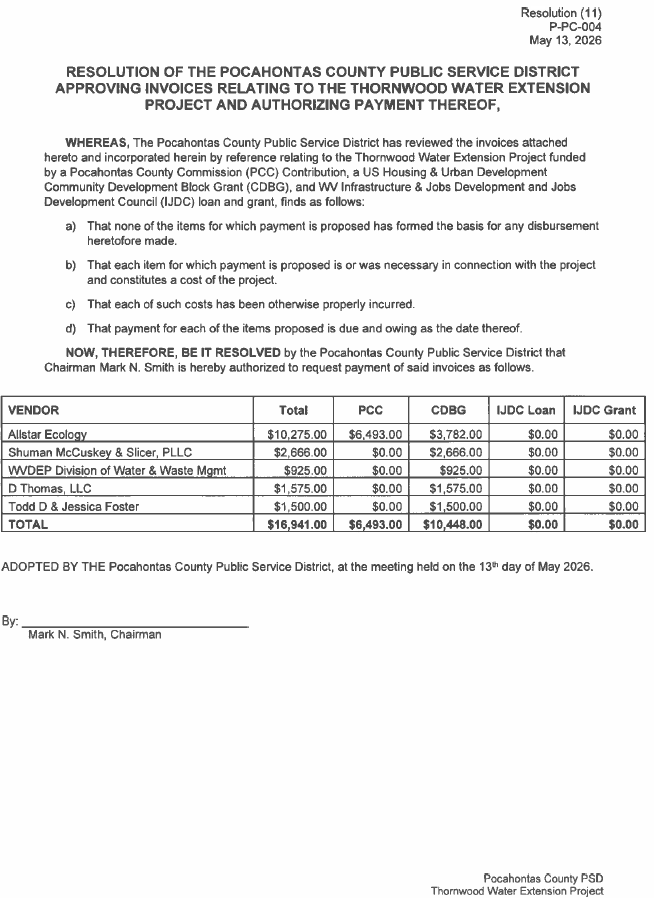 Resolution (11)
P-PC-004
May 13, 2026
RESOLUTION OF THE POCAHONTAS COUNTY PUBLIC SERVICE DISTRICT
APPROVING INVOICES RELATING TO THE THORNWOOD WATER EXTENSION
PROJECT AND AUTHORIZING PAYMENT THEREOF,
WHEREAS, The Pocahontas County Public Service District has reviewed the invoices attached
hereto and incorporated herein by reference relating to the Thornwood Water Extension Project funded
by a Pocahontas County Commission (PCC) Contribution, a US Housing & Urban Development
Community Development Block Grant (CDBG), and WV Infrastructure & Jobs Development and Jobs
Development Council (IJDC) loan and grant, finds as follows:
a) That none of the items for which payment is proposed has formed the basis for any disbursement
heretofore made.
b) That each item for which payment is proposed is or was necessary in connection with the project
and constitutes a cost of the project.
c) That each of such costs has been otherwise properly incurred.
d) That payment for each of the items proposed is due and owing as the date thereof.
NOW, THEREFORE, BE IT RESOLVED by the Pocahontas County Public Service District that
Chairman Mark N. Smith is hereby authorized to request payment of said invoices as follows.
VENDOR Total PCC CDBG IJDC Loan IJDC Grant
Allstar Ecology $10,275.00 $6,493.00 $3,782.00 $0.00 $0.00
Shuman McCuskey & Slicer, PLLC $2,666.00 $0.00 $2,666.00 $0.00 $0.00
WVDEP Division of Water & Waste Mgmt $925.00 $0.00 $925.00 $0.00 $0.00
D Thomas, LLC $1,575.00 $0.00 $1,575.00 $0.00 $0.00
Todd D & Jessica Foster $1,500.00 $0.00 $1,500.00 $0.00 $0.00
TOTAL $16,941.00 $6,493.00 $10,448.00 $0.00 $0.00
ADOPTED BY THE Pocahontas County Public Service District, at the meeting held on the 13th day of May 2026.
By:
Mark N. Smith, Chairman
Pocahontas County PSD
Thornwood Water Extension Project